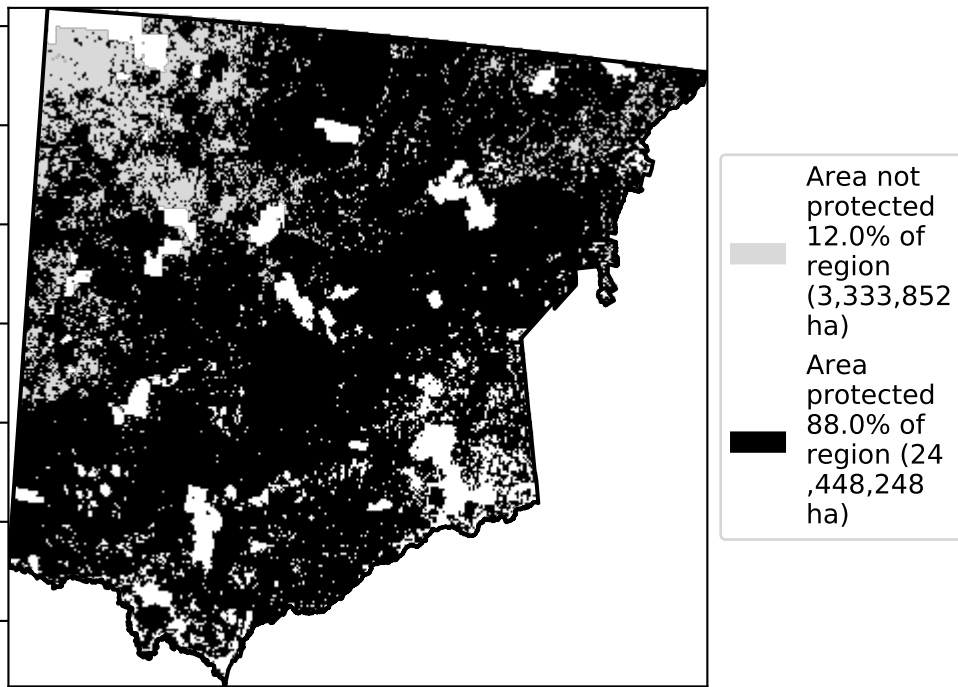 Area not
protected
12.0% of
region
(3,333,852
ha)
Area
protected
88.0% of
region (24
,448,248
ha)